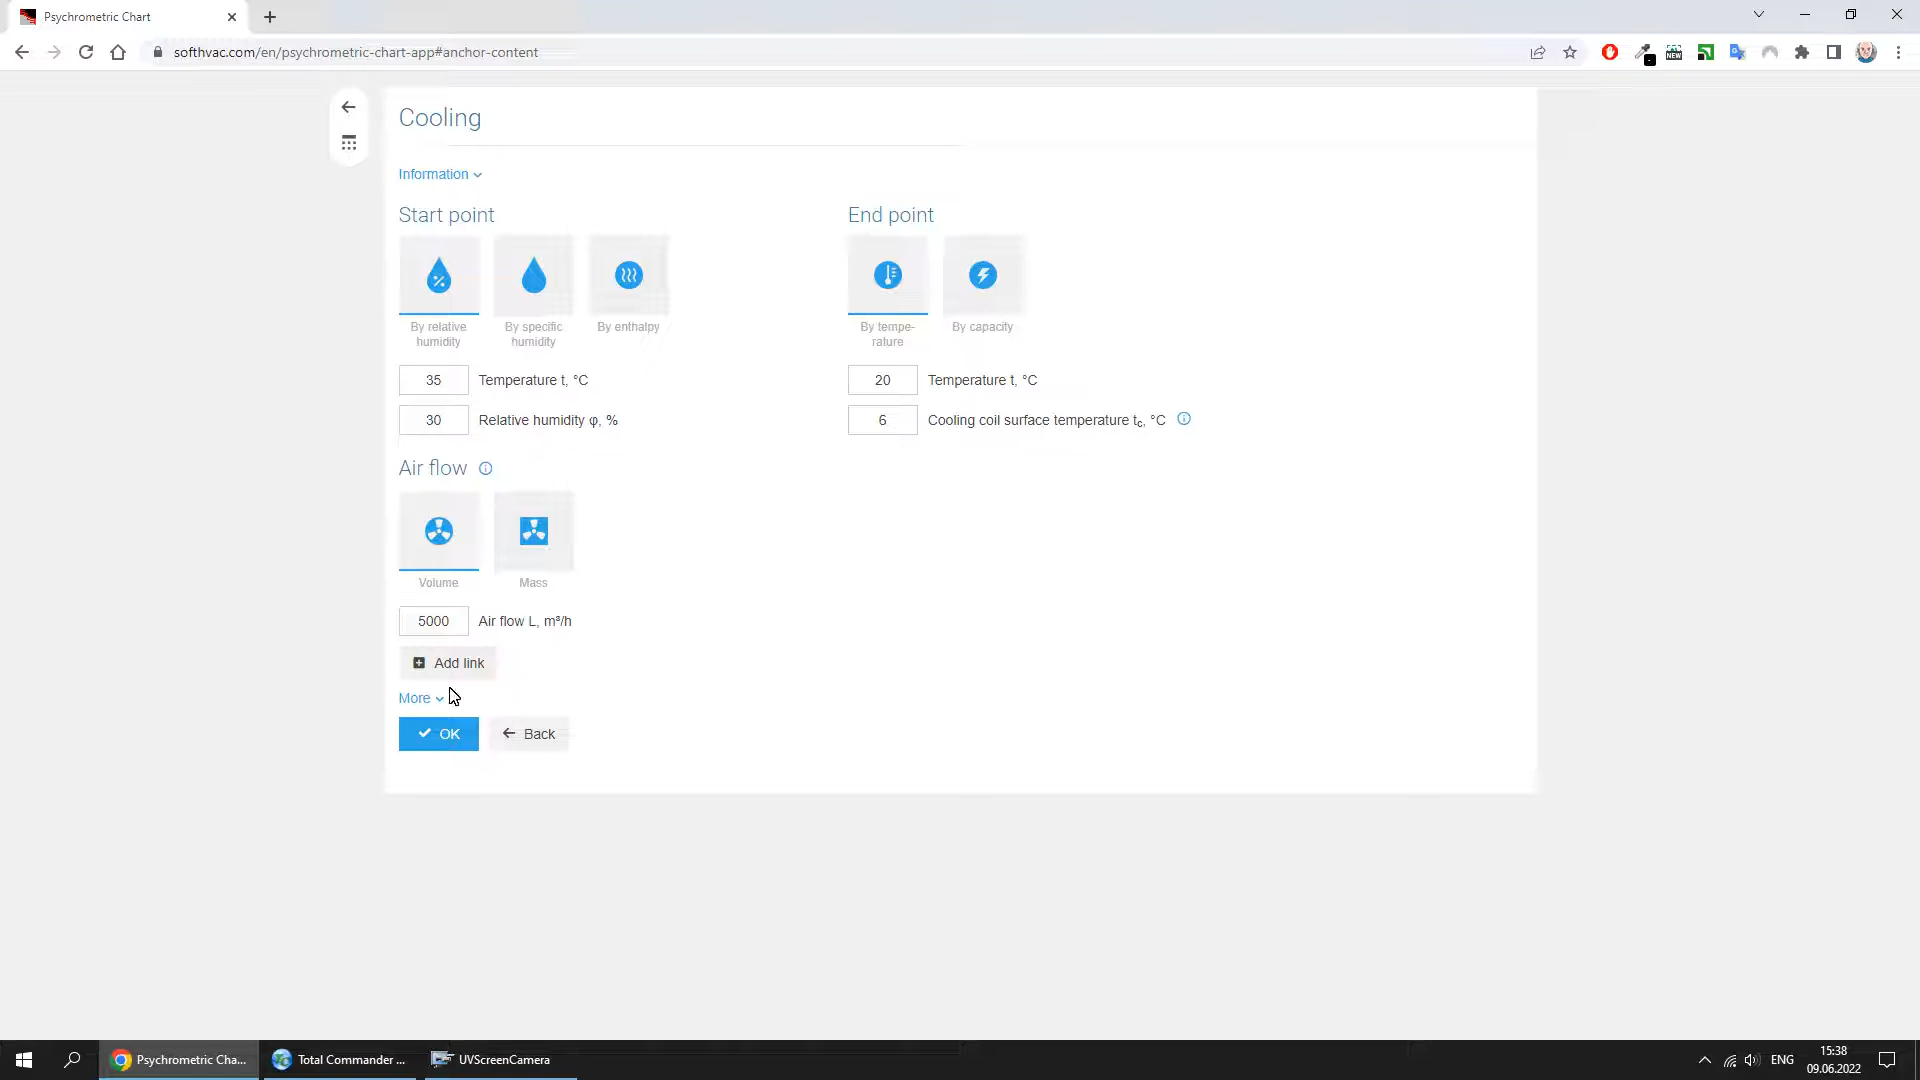 Psychrometric Chart
softhvac.com/en/psychrometric-chart-app#anchor-content
NEW
Cooling
Information
Start point
End point
By relative
humidity
By specific
humidity
By enthalpy
By tempe-
rature
By capacity
35 Temperature t, °C
20 Temperature t, °C
30 Relative humidity φ, %
6 Cooling coil surface temperature tc, °C
Air flow
Volume
Mass
5000 Air flow L, m³/h
Add link
More
OK
Back
Psychrometric Cha...
Total Commander ...
UVScreenCamera
ENG
15:38
09.06.2022